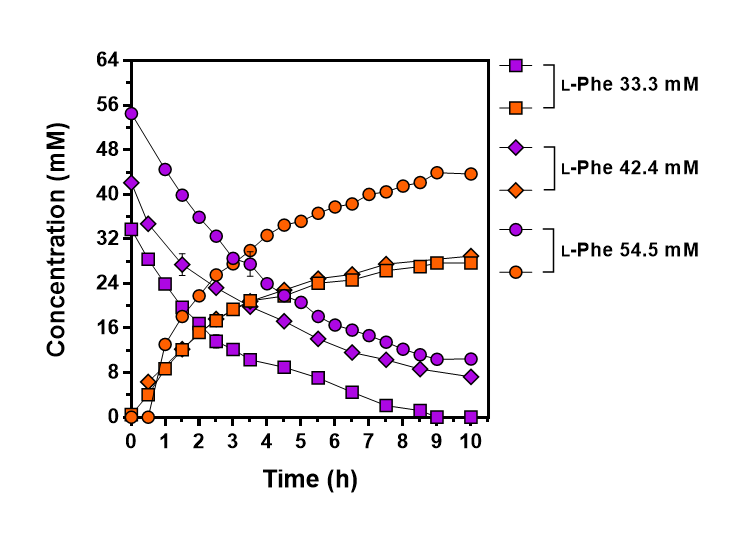 64
56
48
40
32
24
16
8
0
0 1 2 3 4 5 6 7 8 9 10
Concentration (mM)
Time (h)
L-Phe 33.3 mM
L-Phe 42.4 mM
L-Phe 54.5 mM